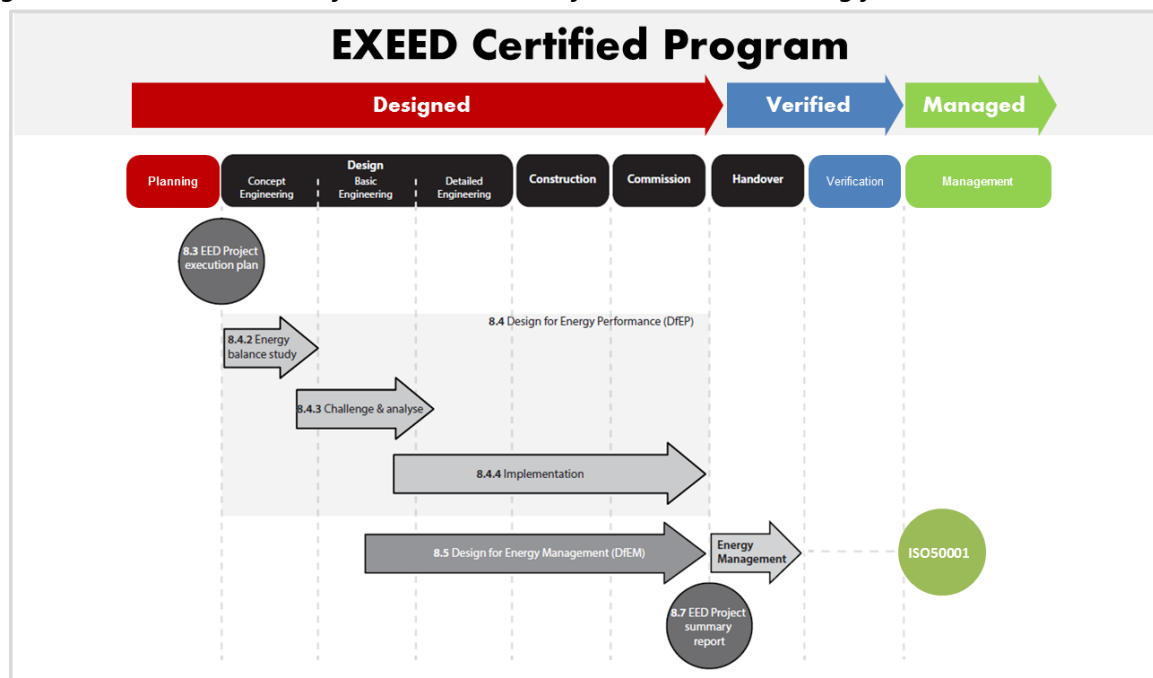 EXEED Certified Program
Designed
Verified
Managed
Planning
Design
Concept
Engineering
Basic
Engineering
Detailed
Engineering
Construction
Commission
Handover
Verification
Management
8.3 EED Project
execution plan
8.4 Design for Energy Performance (DfEP)
8.4.2 Energy
balance study
8.4.3 Challenge & analyse
8.4.4 Implementation
8.5 Design for Energy Management (DfEM)
Energy
Management
ISO50001
8.7 EED Project
summary
report